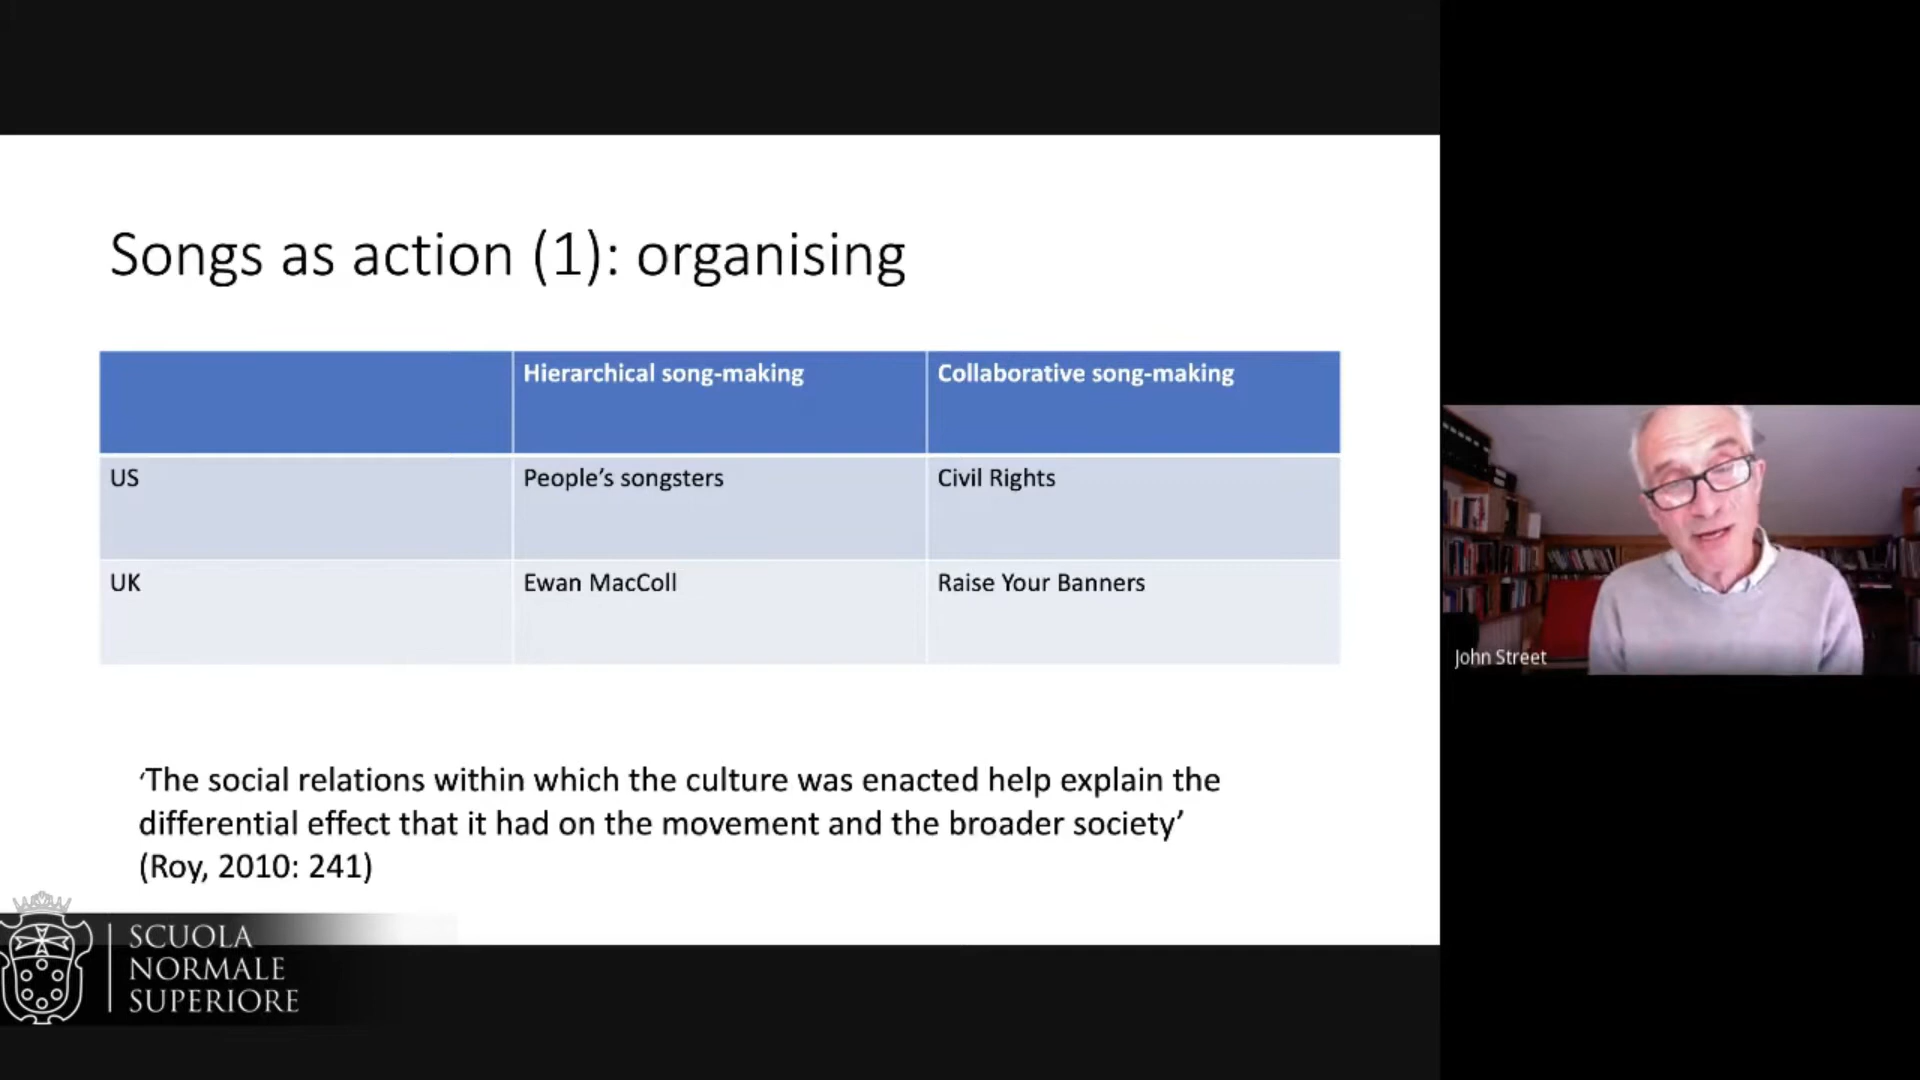 Songs as action (1): organising
Hierarchical song-making
Collaborative song-making
US
People's songsters
Civil Rights
UK
Ewan MacColl
Raise Your Banners
‘The social relations within which the culture was enacted help explain the
differential effect that it had on the movement and the broader society’
(Roy, 2010: 241)
John Street
SCUOLA
NORMALE
SUPERIORE